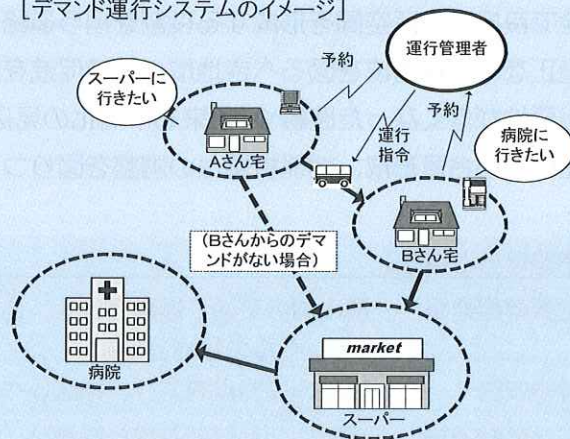 [デマンド運行システムのイメージ]
予約
運行管理者
スーパーに
行きたい
予約
運行
指令
病院に
行きたい
Aさん宅
Bさん宅
(Bさんからのデマ
ンドがない場合)
market
病院
スーパー